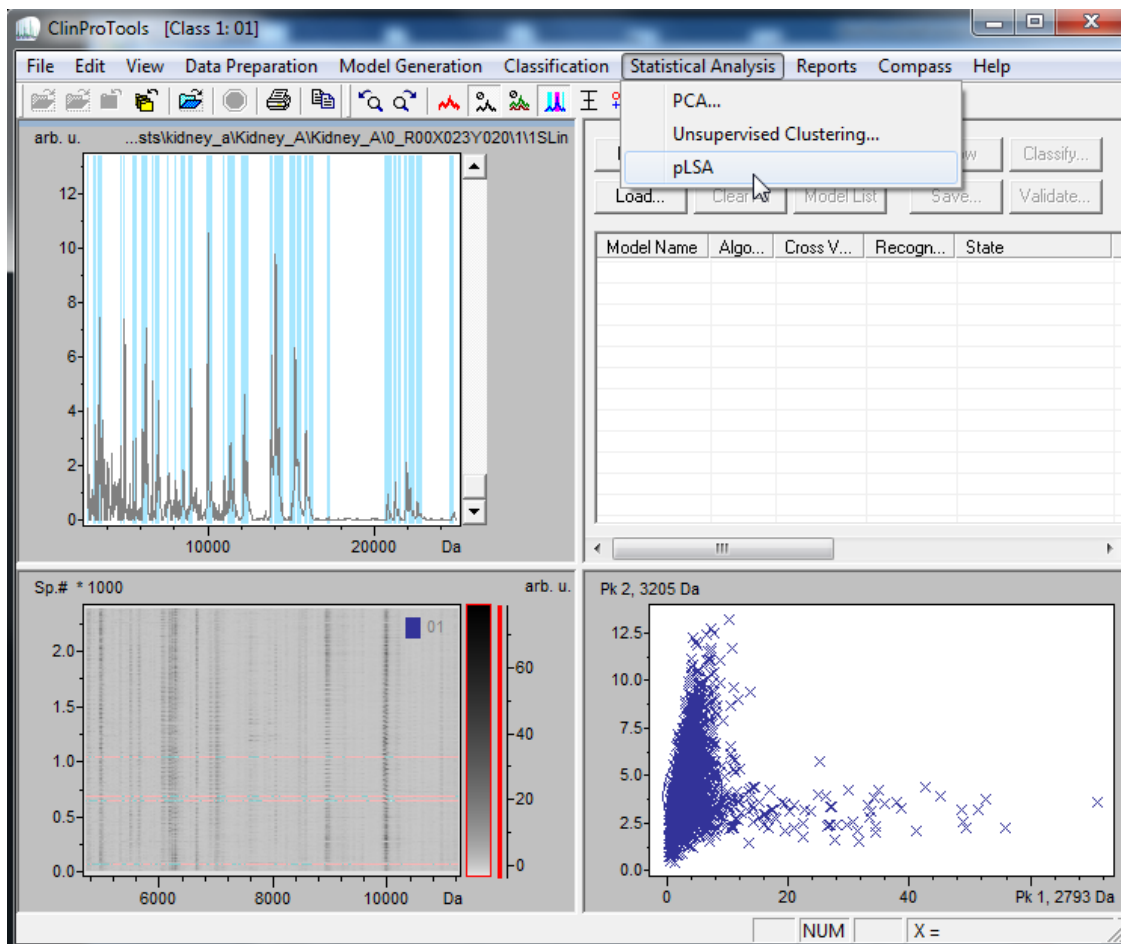 ClinProTools [Class 1: 01]
File Edit View Data Preparation Model Generation Classification Statistical Analysis Reports Compass Help
PCA...
Unsupervised Clustering...
pLSA
arb. u. ...sts\kidney_a\Kidney_A\Kidney_A\0_R00X023Y020\1\1SLin
12
10
8
6
4
2
0
10000 20000 Da
Classify...
Load... Clear Model List Save... Validate...
Model Name Algo... Cross V... Recogn... State
Sp.# * 1000 arb. u.
01
2.0
1.5
1.0
0.5
0.0
60
40
20
0
6000 8000 10000 Da
Pk 2, 3205 Da
12.5
10.0
7.5
5.0
2.5
0.0
0 20 40 Pk 1, 2793 Da
NUM X =